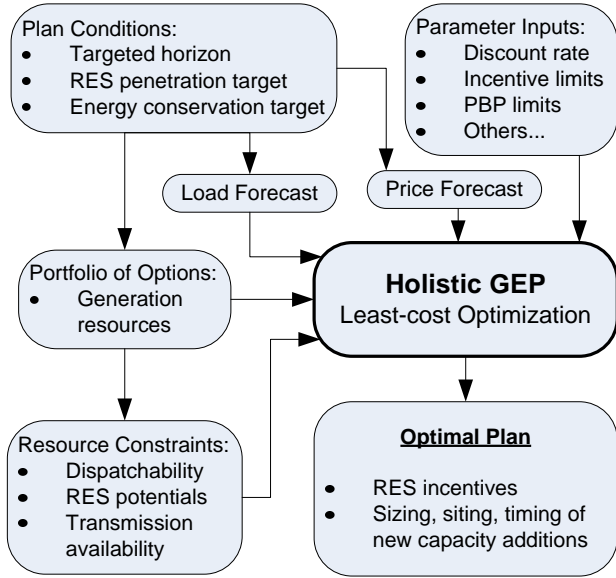 Plan Conditions:
• Targeted horizon
• RES penetration target
• Energy conservation target
Parameter Inputs:
• Discount rate
• Incentive limits
• PBP limits
• Others...
Load Forecast
Price Forecast
Portfolio of Options:
• Generation
resources
Holistic GEP
Least-cost Optimization
Resource Constraints:
• Dispatchability
• RES potentials
• Transmission
availability
Optimal Plan
• RES incentives
• Sizing, siting, timing of
new capacity additions